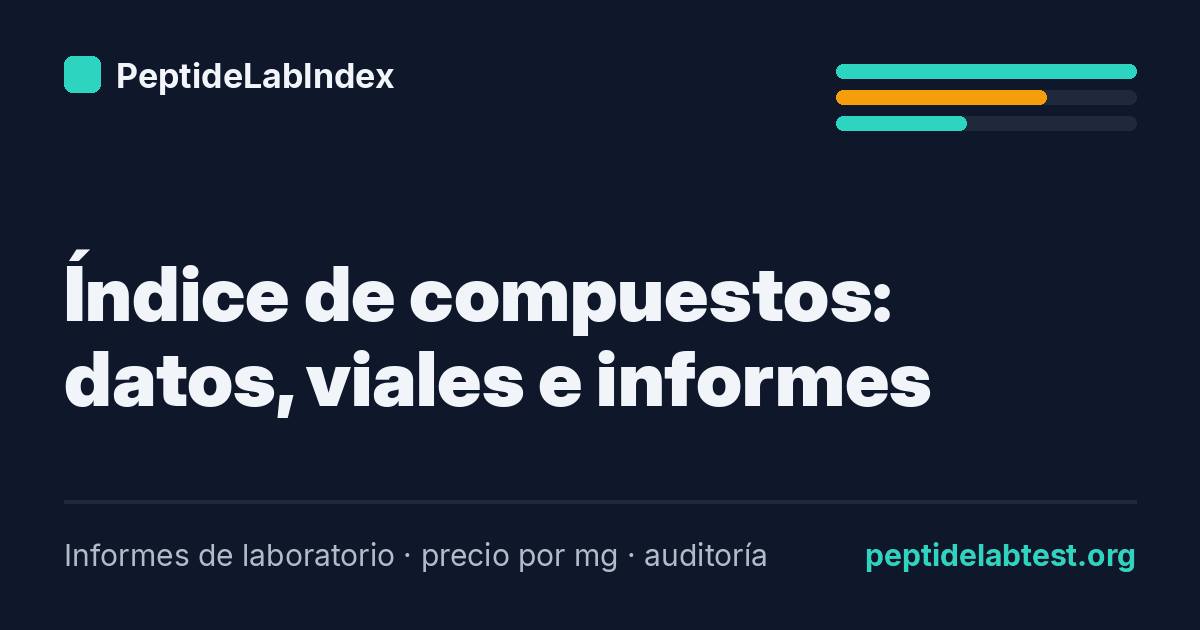 PeptideLabIndex
Índice de compuestos:
datos, viales e informes
Informes de laboratorio · precio por mg · auditoría
peptidelabtest.org